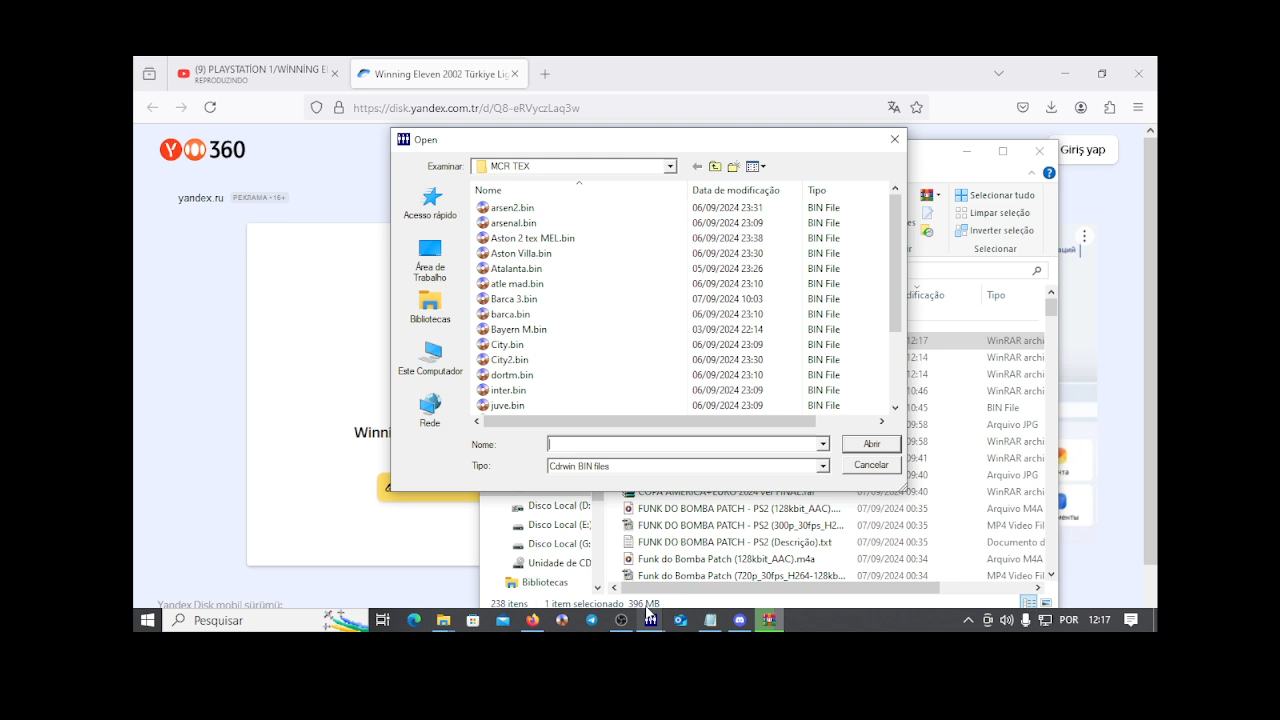 (9) PLAYSTATİON 1/WİNNİNG El
REPRODUZINDO
Winning Eleven 2002 Türkiye Lig
https://disk.yandex.com.tr/d/Q8-eRVyczLaq3w
360
Giriş yap
yandex.ru РЕКЛАМА • 16+
Winni
Yandex Disk mobil sürümü:
Open
Examinar:
MCR TEX
Acesso rápido
Área de
Trabalho
Bibliotecas
Este Computador
Rede
Nome Data de modificação Tipo
arsen2.bin 06/09/2024 23:31 BIN File
arsenal.bin 06/09/2024 23:09 BIN File
Aston 2 tex MEL.bin 06/09/2024 23:38 BIN File
Aston Villa.bin 06/09/2024 23:30 BIN File
Atalanta.bin 05/09/2024 23:26 BIN File
atle mad.bin 06/09/2024 23:10 BIN File
Barca 3.bin 07/09/2024 10:03 BIN File
barca.bin 06/09/2024 23:10 BIN File
Bayern M.bin 03/09/2024 22:14 BIN File
City.bin 06/09/2024 23:09 BIN File
City2.bin 06/09/2024 23:30 BIN File
dortm.bin 06/09/2024 23:10 BIN File
inter.bin 06/09/2024 23:09 BIN File
juve.bin 06/09/2024 23:09 BIN File
Nome:
Abrir
Tipo:
Cdrwin BIN files
Cancelar
Selecionar tudo
Limpar seleção
Inverter seleção
Selecionar
dificação Tipo
12:17 WinRAR archi
12:14 WinRAR archi
12:14 WinRAR archi
10:46 WinRAR archi
10:45 BIN File
09:58 Arquivo JPG
09:58 WinRAR archi
09:41 WinRAR archi
09:40 Arquivo JPG
COPA AMERICA+EURO 2024 ver FINAL.rar 07/09/2024 09:40 WinRAR archi
FUNK DO BOMBA PATCH - PS2 (128kbit_AAC).... 07/09/2024 00:35 Arquivo M4A
FUNK DO BOMBA PATCH - PS2 (300p_30fps_H2... 07/09/2024 00:35 MP4 Video Fil
FUNK DO BOMBA PATCH - PS2 (Descrição).txt 07/09/2024 00:35 Documento d
Funk do Bomba Patch (128kbit_AAC).m4a 07/09/2024 00:34 Arquivo M4A
Funk do Bomba Patch (720p_30fps_H264-128kb... 07/09/2024 00:34 MP4 Video Fil
Disco Local (D:
Disco Local (E:)
Disco Local (G:
Unidade de CD
Bibliotecas
238 itens 1 item selecionado 396 MB
Pesquisar
POR 12:17